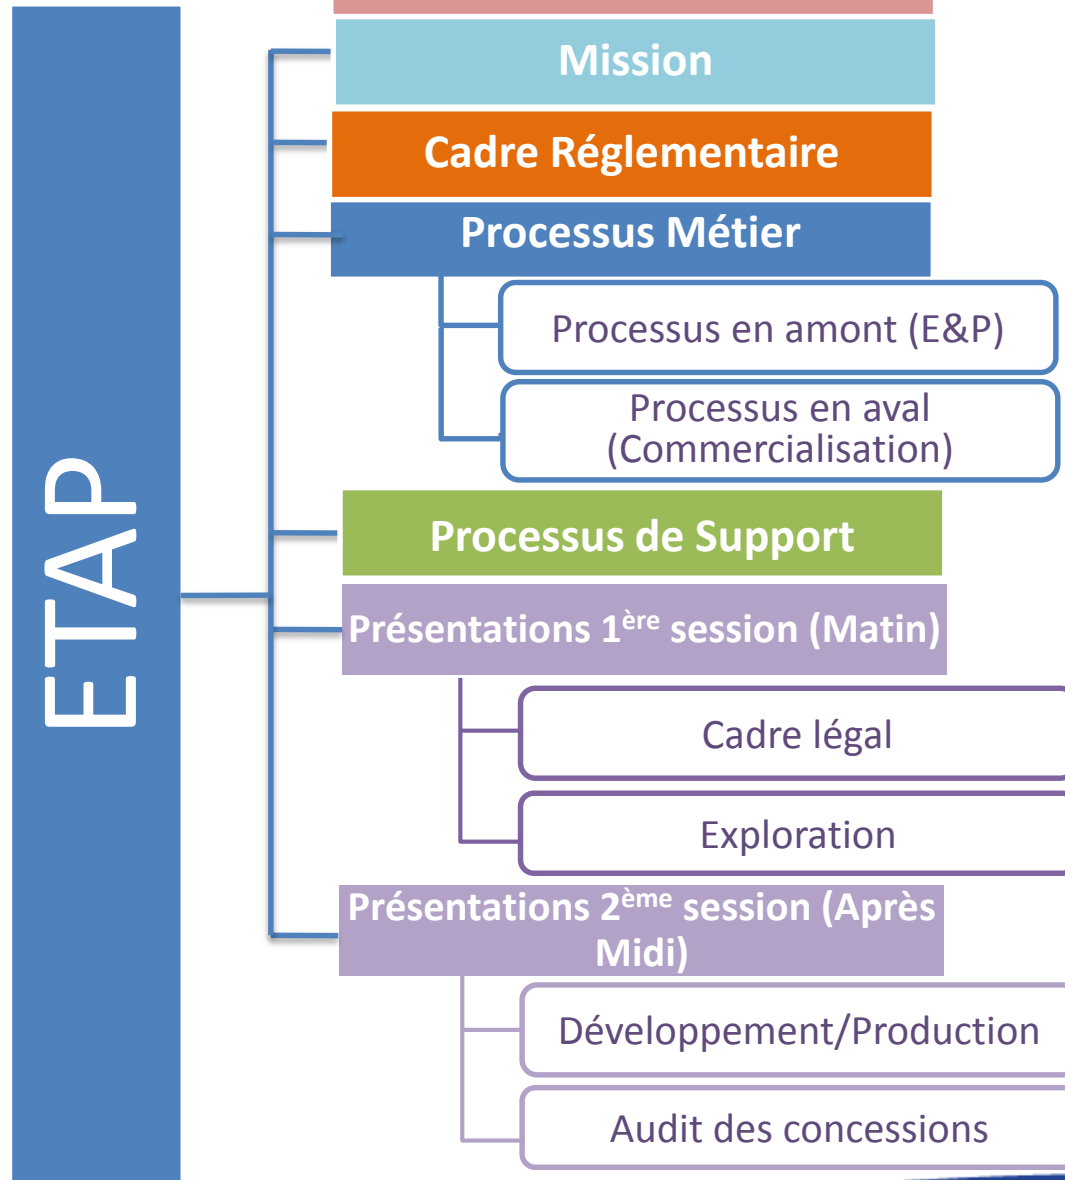 ETAP
Mission
Cadre Réglementaire
Processus Métier
Processus en amont (E&P)
Processus en aval
(Commercialisation)
Processus de Support
Présentations 1ère session (Matin)
Cadre légal
Exploration
Présentations 2ème session (Après
Midi)
Développement/Production
Audit des concessions